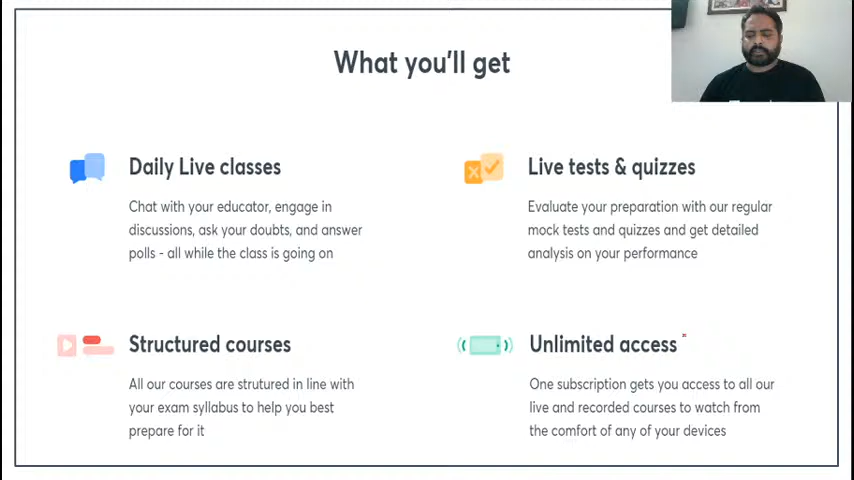 What you'll get
Daily Live classes
Chat with your educator, engage in
discussions, ask your doubts, and answer
polls - all while the class is going on
Live tests & quizzes
Evaluate your preparation with our regular
mock tests and quizzes and get detailed
analysis on your performance
Structured courses
All our courses are strutured in line with
your exam syllabus to help you best
prepare for it
Unlimited access
One subscription gets you access to all our
live and recorded courses to watch from
the comfort of any of your devices